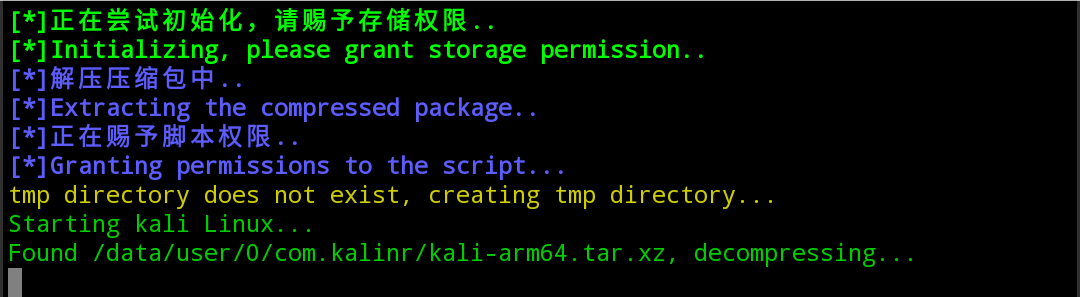 [*]正在尝试初始化，请赐予存储权限..
[*]Initializing, please grant storage permission..
[*]解压压缩包中..
[*]Extracting the compressed package..
[*]正在赐予脚本权限..
[*]Granting permissions to the script...
tmp directory does not exist, creating tmp directory...
Starting kali Linux...
Found /data/user/0/com.kalinr/kali-arm64.tar.xz, decompressing...